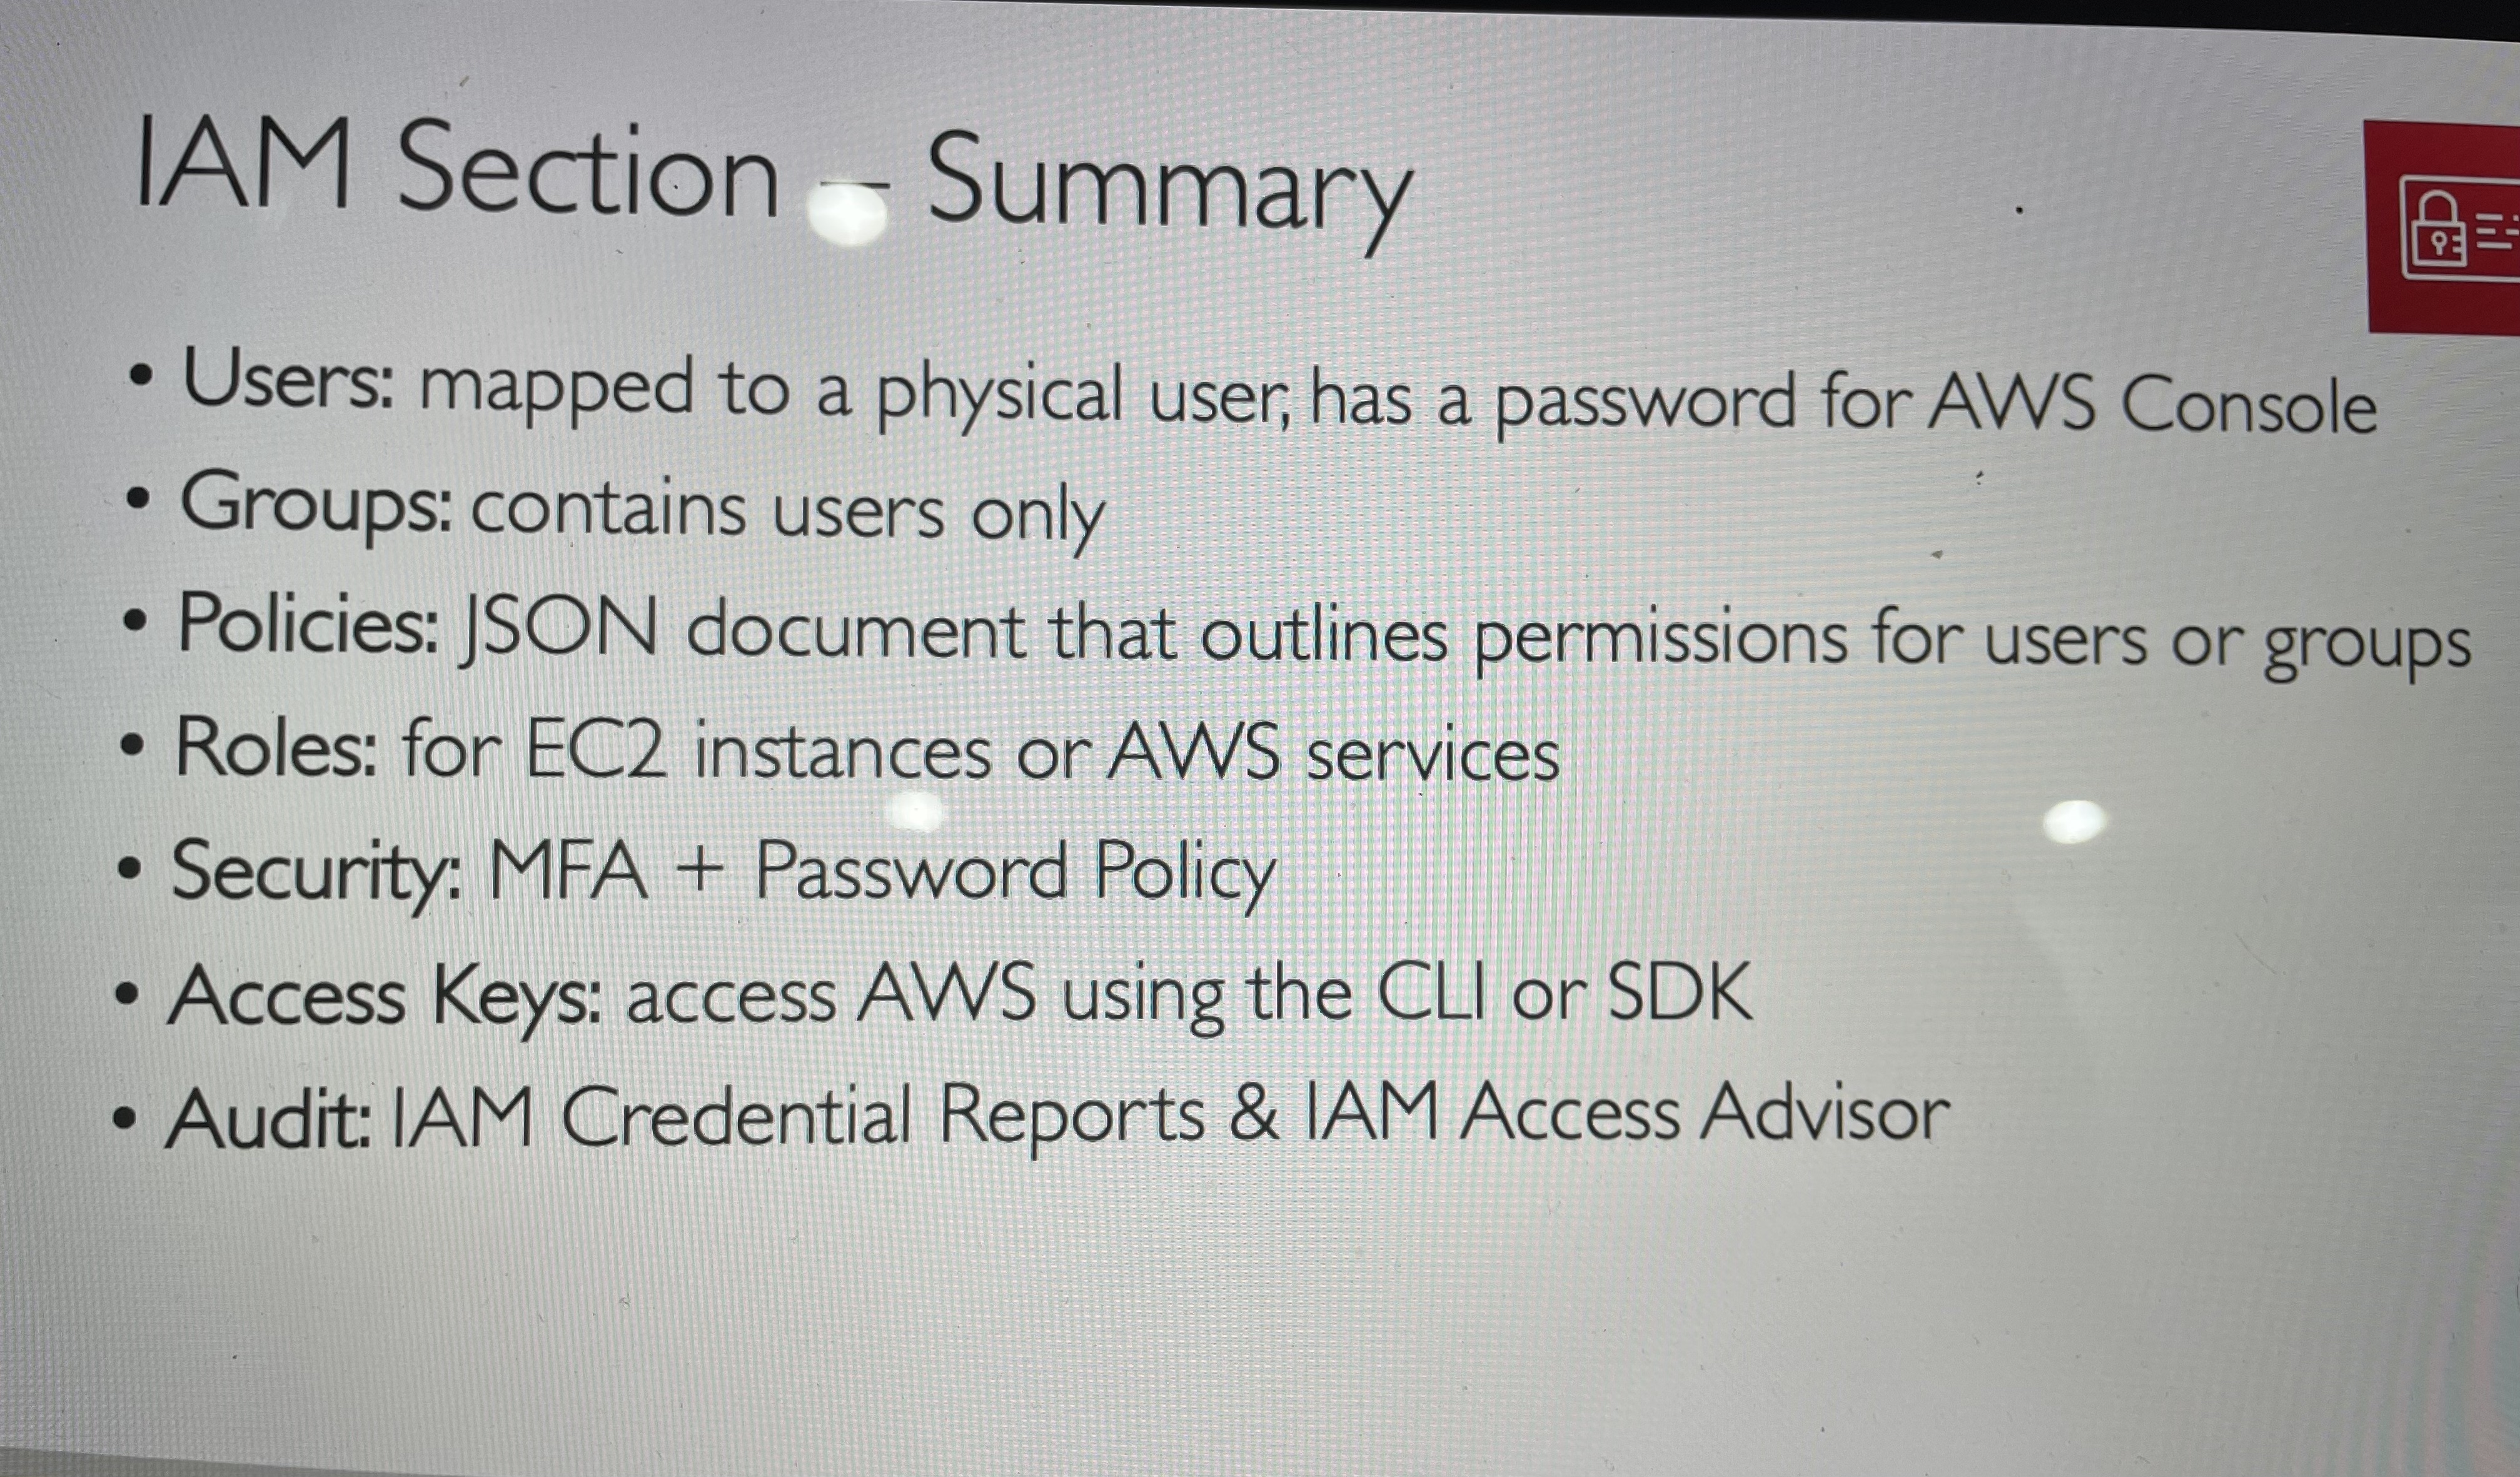 IAM Section – Summary
• Users: mapped to a physical user, has a password for AWS Console
• Groups: contains users only
• Policies: JSON document that outlines permissions for users or groups
• Roles: for EC2 instances or AWS services
• Security: MFA + Password Policy
• Access Keys: access AWS using the CLI or SDK
• Audit: IAM Credential Reports & IAM Access Advisor